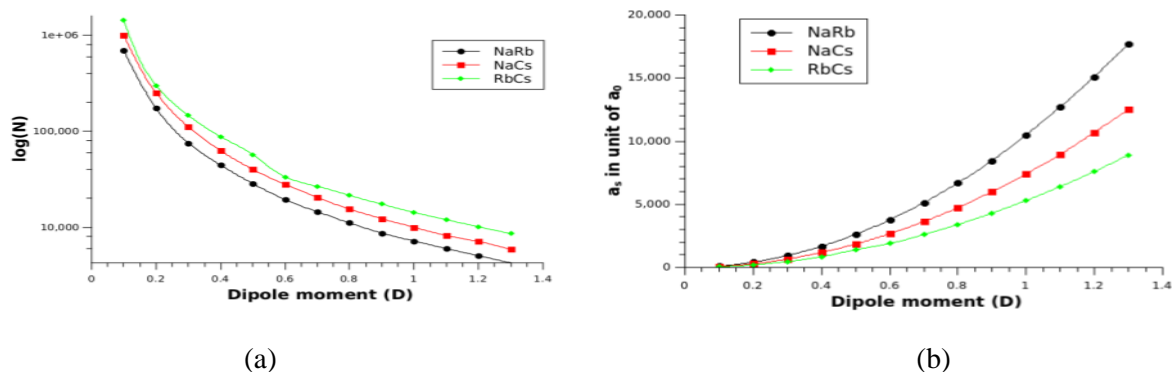 1e+06
100,000
10,000
log(N)
NaRb
NaCs
RbCs
0 0.2 0.4 0.6 0.8 1 1.2 1.4
Dipole moment (D)
(a)
20,000
15,000
10,000
5,000
0
a_s in unit of a_0
NaRb
NaCs
RbCs
0 0.2 0.4 0.6 0.8 1 1.2 1.4
Dipole moment (D)
(b)